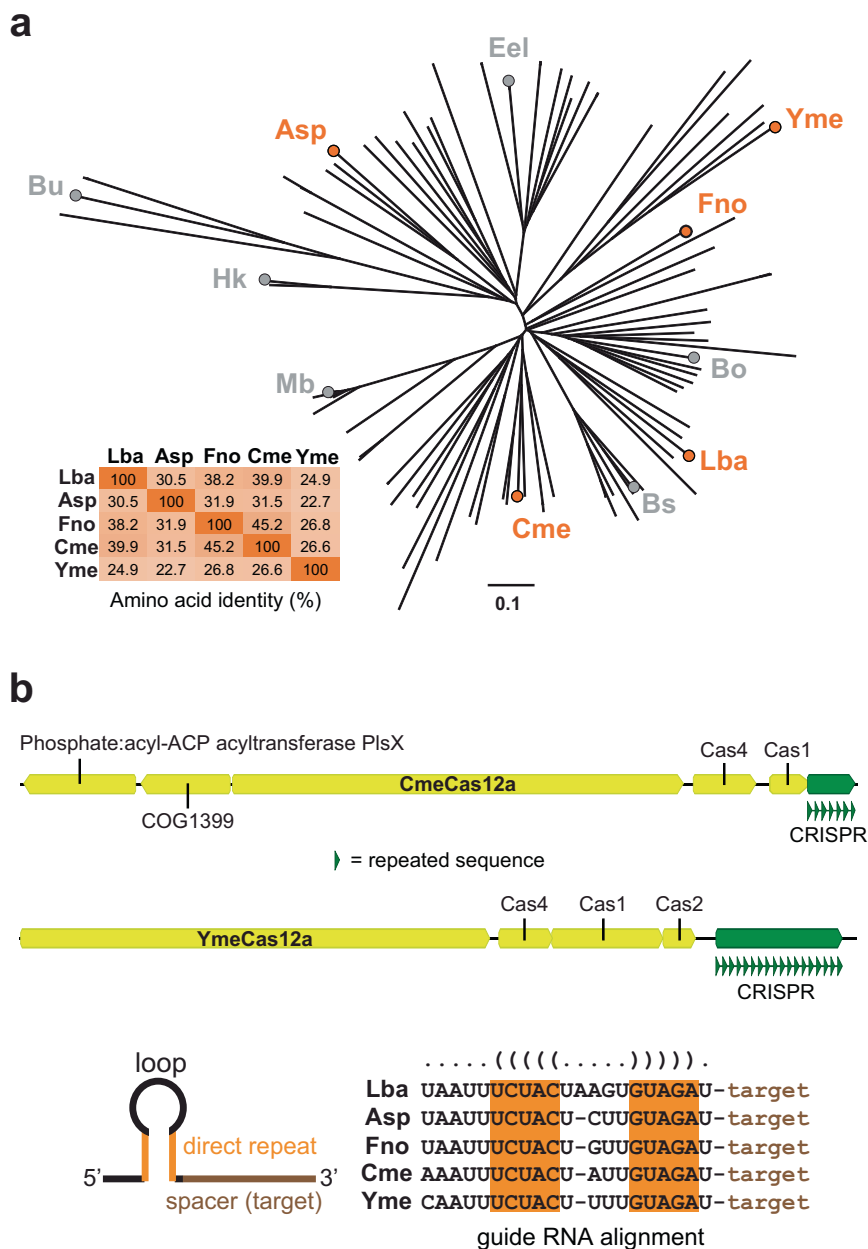 a
Eel
Asp
Yme
Bu
Fno
Hk
Mb
Bo
Lba
Bs
Cme
Lba Asp Fno Cme Yme
Lba 100 30.5 38.2 39.9 24.9
Asp 30.5 100 31.9 31.5 22.7
Fno 38.2 31.9 100 45.2 26.8
Cme 39.9 31.5 45.2 100 26.6
Yme 24.9 22.7 26.8 26.6 100
Amino acid identity (%)
0.1
b
Phosphate:acyl-ACP acyltransferase PlsX
Cas4 Cas1
CmeCas12a
COG1399
CRISPR
= repeated sequence
Cas4 Cas1 Cas2
YmeCas12a
CRISPR
loop
direct repeat
5’ 3’
spacer (target)
.....(((((.....))))).
Lba UAAUUUCUACUAAGUGUAGAU-target
Asp UAAUUUCUACU-CUUGUAGAU-target
Fno UAAUUUCUACU-GUUGUAGAU-target
Cme AAAUUUCUACU-AUUGUAGAU-target
Yme CAAUUUCUACU-UUUGUAGAU-target
guide RNA alignment